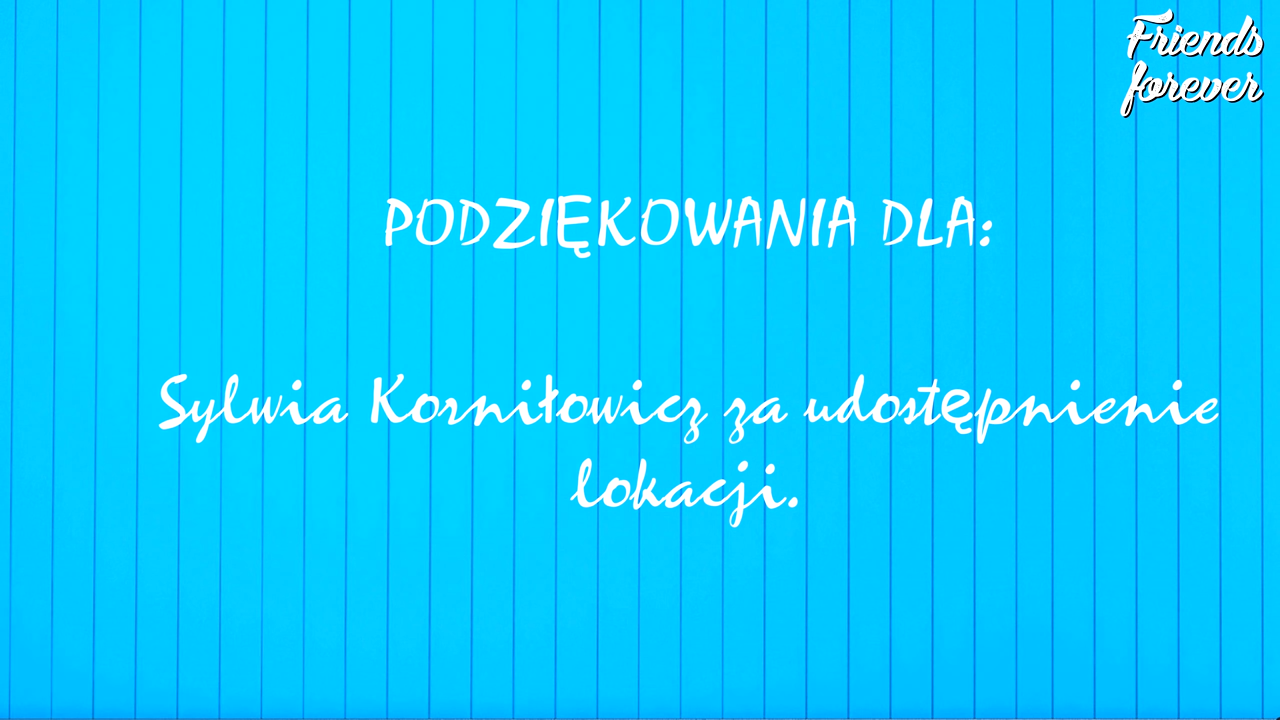 Friends
forever
PODZIĘKOWANIA DLA:
Sylwia Korniłowicz za udostępnienie
lokacji.